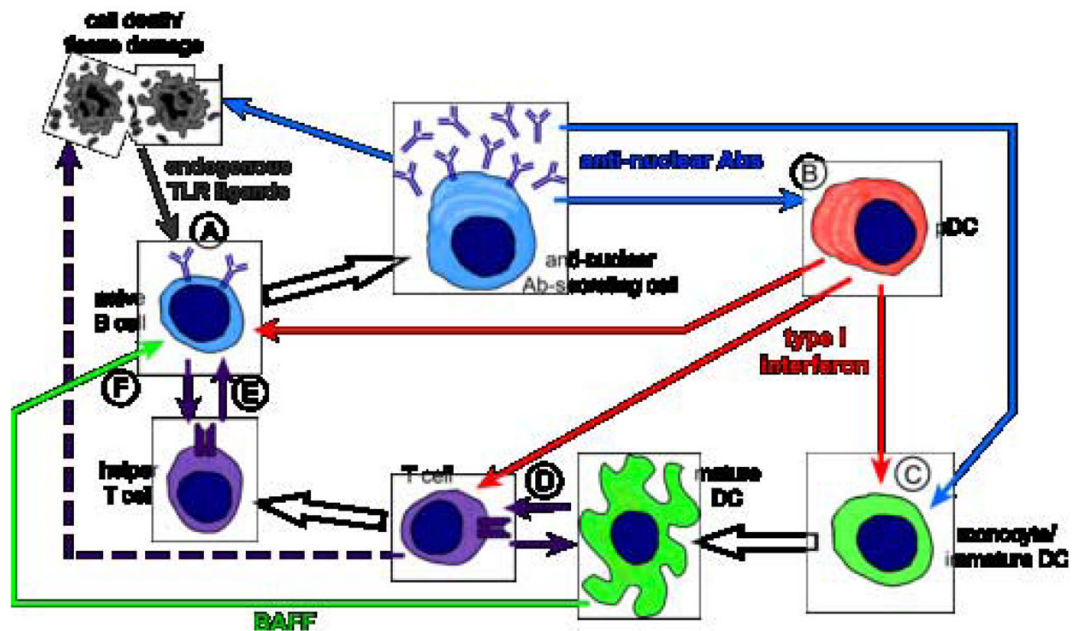 cell death/
tissue damage
endogenous
TLR ligands
A
naive
B cell
anti-nuclear Abs
B
pDC
anti-nuclear
Ab-secreting cell
type I
interferon
F
E
helper
T cell
T cell
D
mature
DC
C
monocyte/
immature DC
BAFF